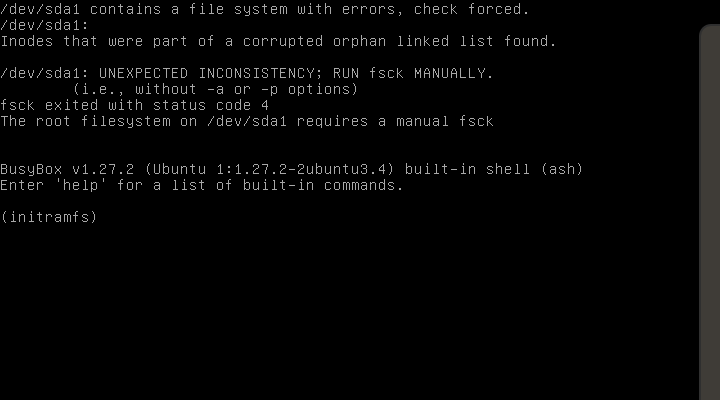 /dev/sda1 contains a file system with errors, check forced.
/dev/sda1:
Inodes that were part of a corrupted orphan linked list found.
/dev/sda1: UNEXPECTED INCONSISTENCY; RUN fsck MANUALLY.
(i.e., without -a or -p options)
fsck exited with status code 4
The root filesystem on /dev/sda1 requires a manual fsck
BusyBox v1.27.2 (Ubuntu 1:1.27.2-2ubuntu3.4) built-in shell (ash)
Enter 'help' for a list of built-in commands.
(initramfs)